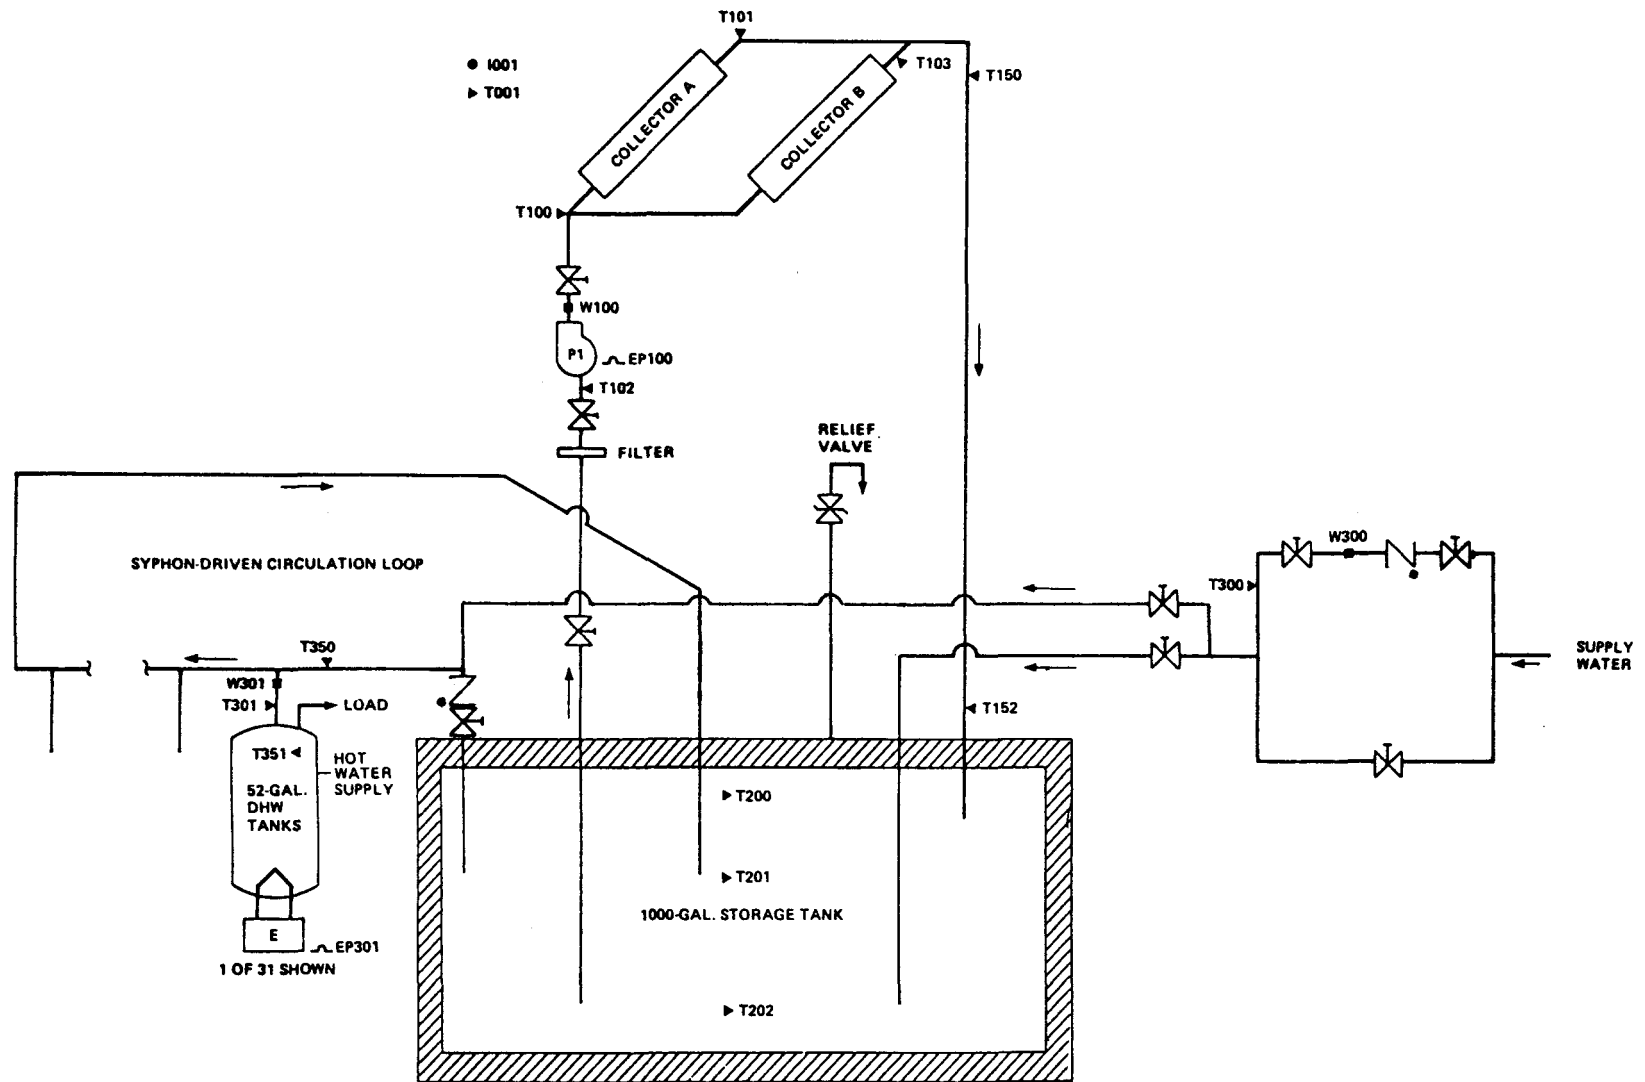 T101
I001
T001
T103
T150
COLLECTOR A
COLLECTOR B
T100
W100
P1
EP100
T102
FILTER
RELIEF
VALVE
SYPHON-DRIVEN CIRCULATION LOOP
W300
T300
SUPPLY
WATER
T350
W301
T301
LOAD
T152
T351
HOT
WATER
SUPPLY
52-GAL.
DHW
TANKS
T200
T201
1000-GAL. STORAGE TANK
E
EP301
1 OF 31 SHOWN
T202